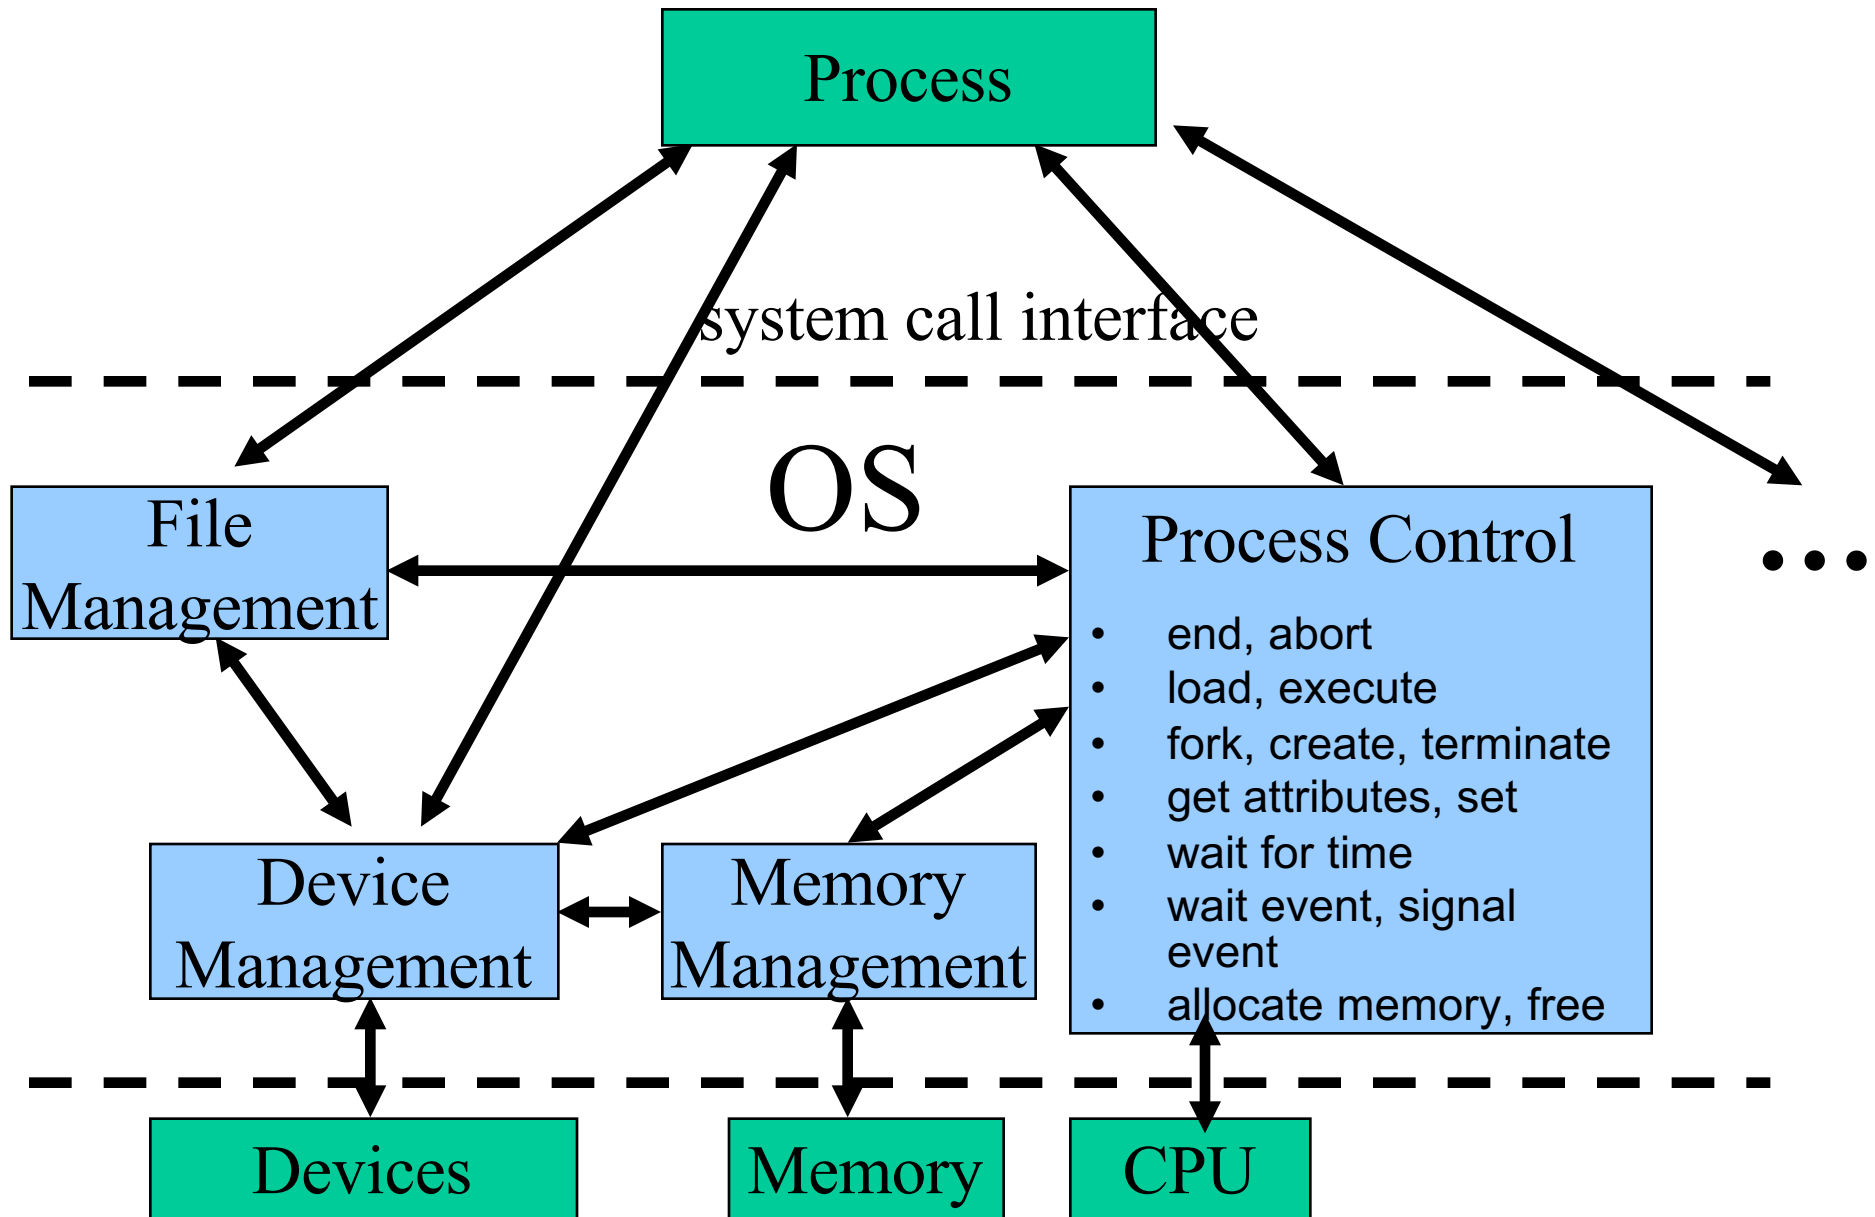 Process
system call interface
OS
File
Management
Process Control
• end, abort
• load, execute
• fork, create, terminate
• get attributes, set
• wait for time
• wait event, signal
event
• allocate memory, free
...
Device
Management
Memory
Management
Devices
Memory
CPU